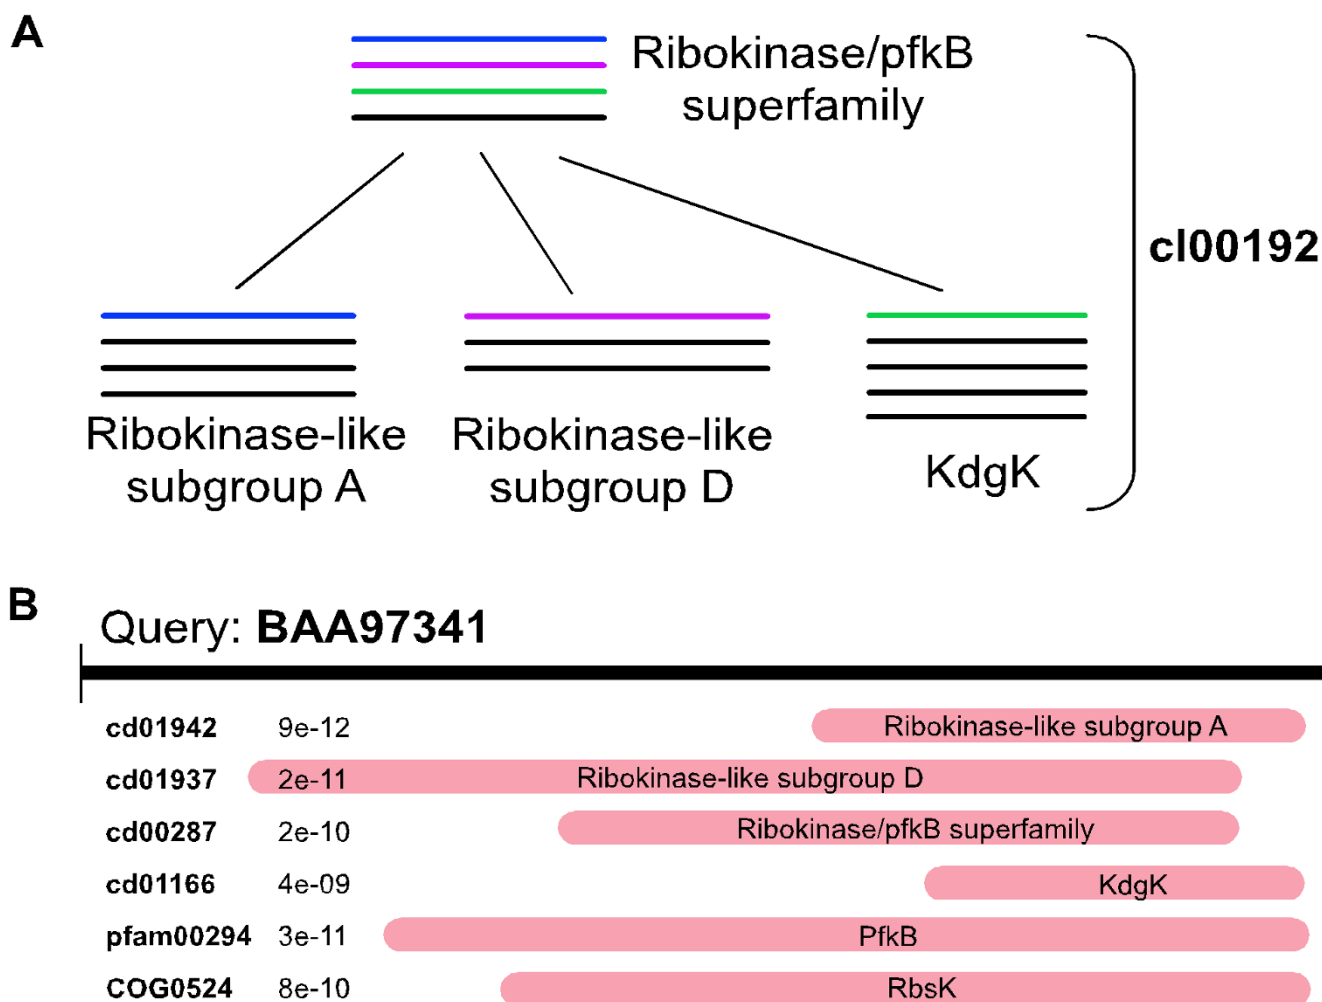 A
Ribokinase/pfkB
superfamily
cl00192
Ribokinase-like
subgroup A
Ribokinase-like
subgroup D
KdgK
B
Query: BAA97341
cd01942 9e-12 Ribokinase-like subgroup A
cd01937 2e-11 Ribokinase-like subgroup D
cd00287 2e-10 Ribokinase/pfkB superfamily
cd01166 4e-09 KdgK
pfam00294 3e-11 PfkB
COG0524 8e-10 RbsK